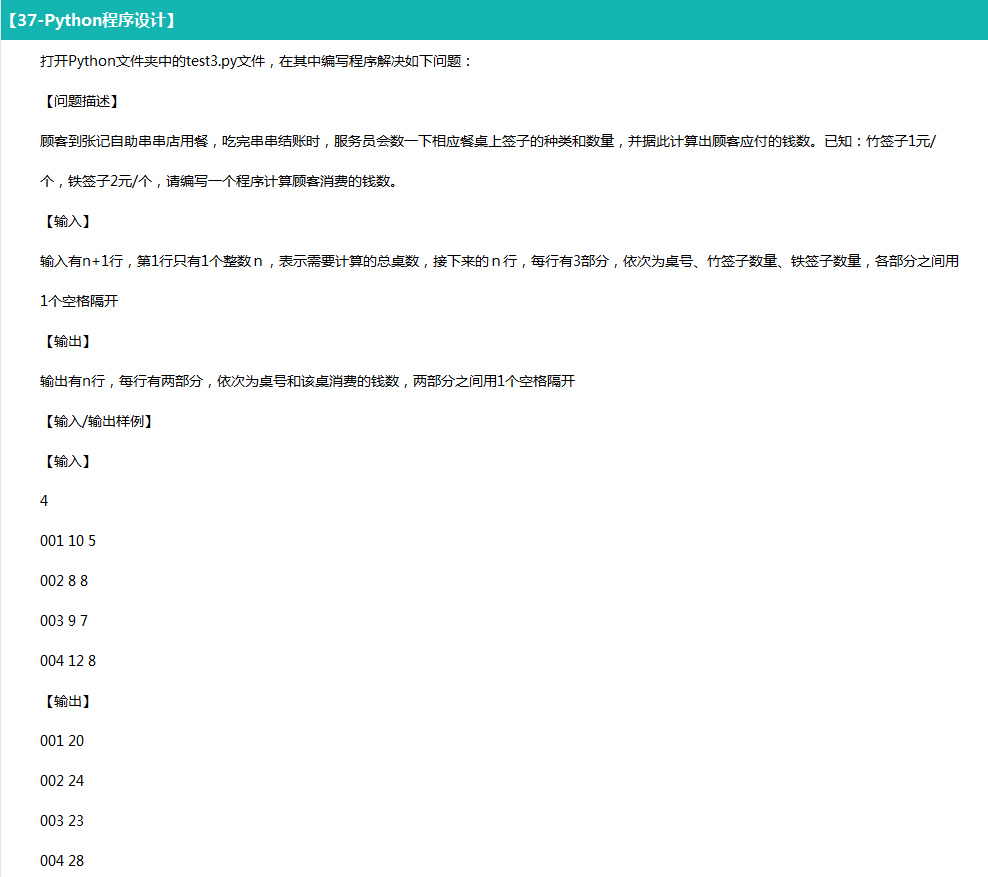 【37-Python程序设计】
打开Python文件夹中的test3.py文件，在其中编写程序解决如下问题：
【问题描述】
顾客到张记自助串串店用餐，吃完串串结账时，服务员会数一下相应餐桌上签子的种类和数量，并据此计算出顾客应付的钱数。已知：竹签子1元/
个，铁签子2元/个，请编写一个程序计算顾客消费的钱数。
【输入】
输入有n+1行，第1行只有1个整数ｎ，表示需要计算的总桌数，接下来的ｎ行，每行有3部分，依次为桌号、竹签子数量、铁签子数量，各部分之间用
1个空格隔开
【输出】
输出有n行，每行有两部分，依次为桌号和该桌消费的钱数，两部分之间用1个空格隔开
【输入/输出样例】
【输入】
4
001 10 5
002 8 8
003 9 7
004 12 8
【输出】
001 20
002 24
003 23
004 28